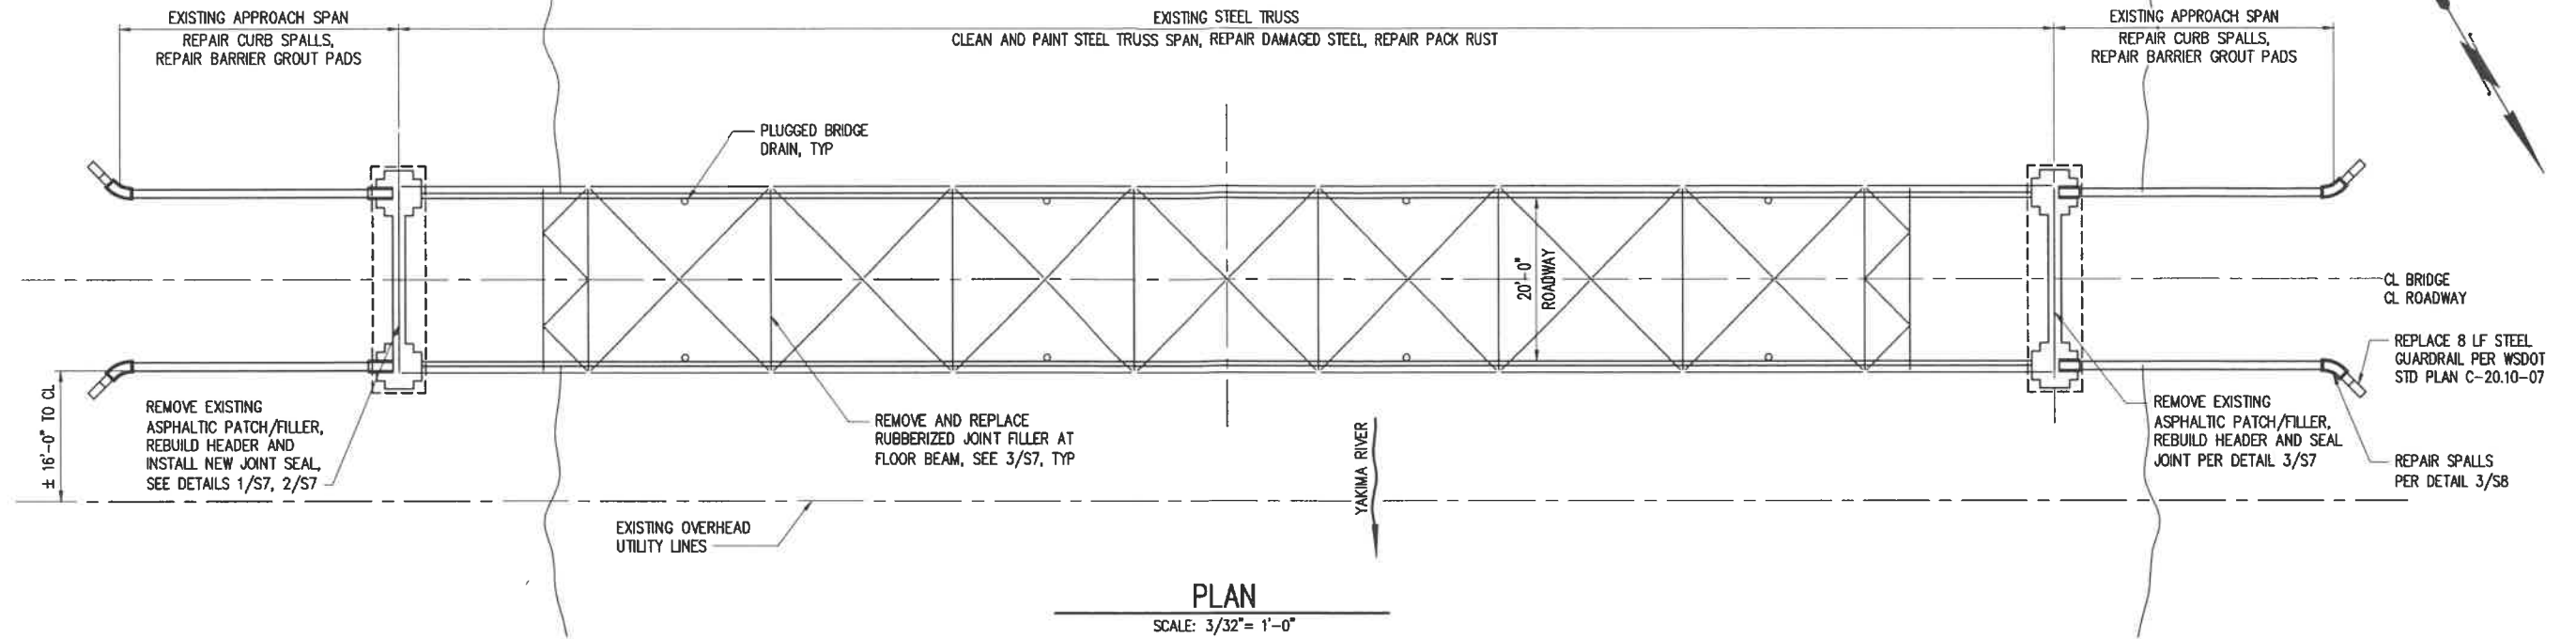 EXISTING APPROACH SPAN
REPAIR CURB SPALLS,
REPAIR BARRIER GROUT PADS
EXISTING STEEL TRUSS
CLEAN AND PAINT STEEL TRUSS SPAN, REPAIR DAMAGED STEEL, REPAIR PACK RUST
EXISTING APPROACH SPAN
REPAIR CURB SPALLS,
REPAIR BARRIER GROUT PADS
PLUGGED BRIDGE
DRAIN, TYP
20'-0"
ROADWAY
CL BRIDGE
CL ROADWAY
REPLACE 8 LF STEEL
GUARDRAIL PER WSDOT
STD PLAN C-20.10-07
± 16'-0" TO CL
REMOVE EXISTING
ASPHALTIC PATCH/FILLER,
REBUILD HEADER AND
INSTALL NEW JOINT SEAL,
SEE DETAILS 1/S7, 2/S7
REMOVE AND REPLACE
RUBBERIZED JOINT FILLER AT
FLOOR BEAM, SEE 3/S7, TYP
YAKIMA RIVER
REMOVE EXISTING
ASPHALTIC PATCH/FILLER,
REBUILD HEADER AND SEAL
JOINT PER DETAIL 3/S7
REPAIR SPALLS
PER DETAIL 3/S8
EXISTING OVERHEAD
UTILITY LINES
PLAN
SCALE: 3/32"= 1'-0"